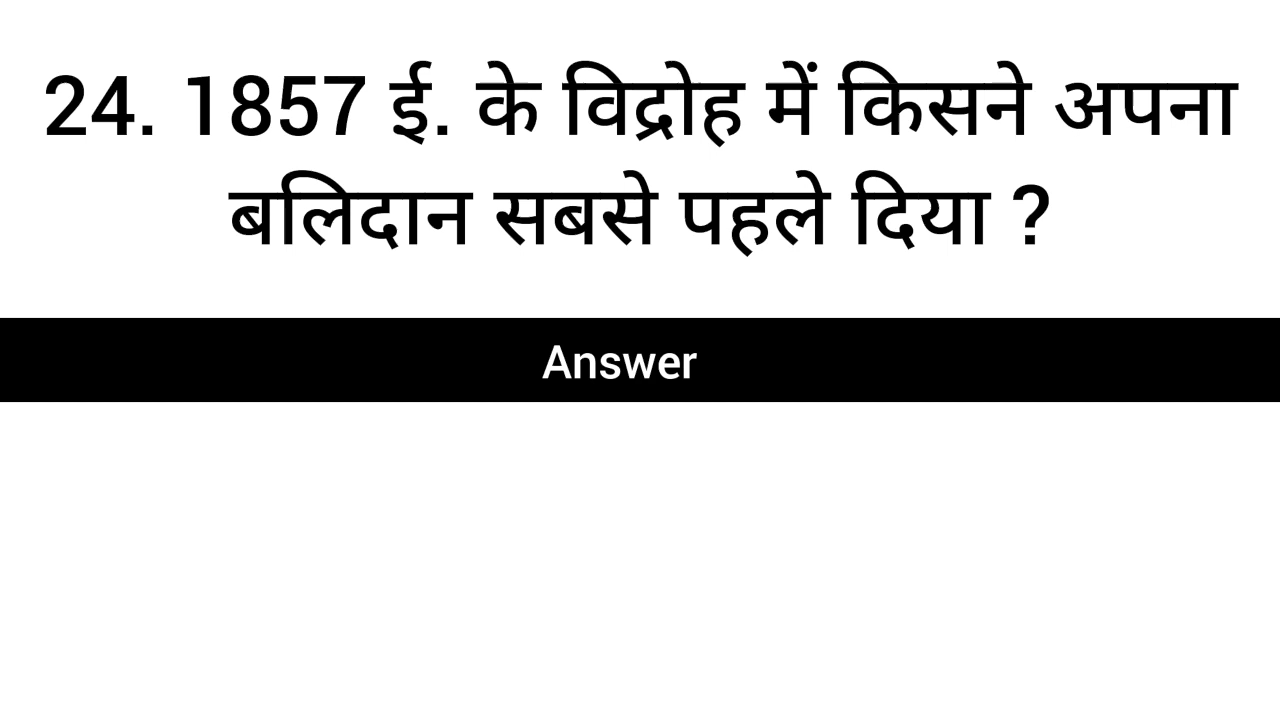 24. 1857 ई. के विद्रोह में किसने अपना
बलिदान सबसे पहले दिया ?
Answer